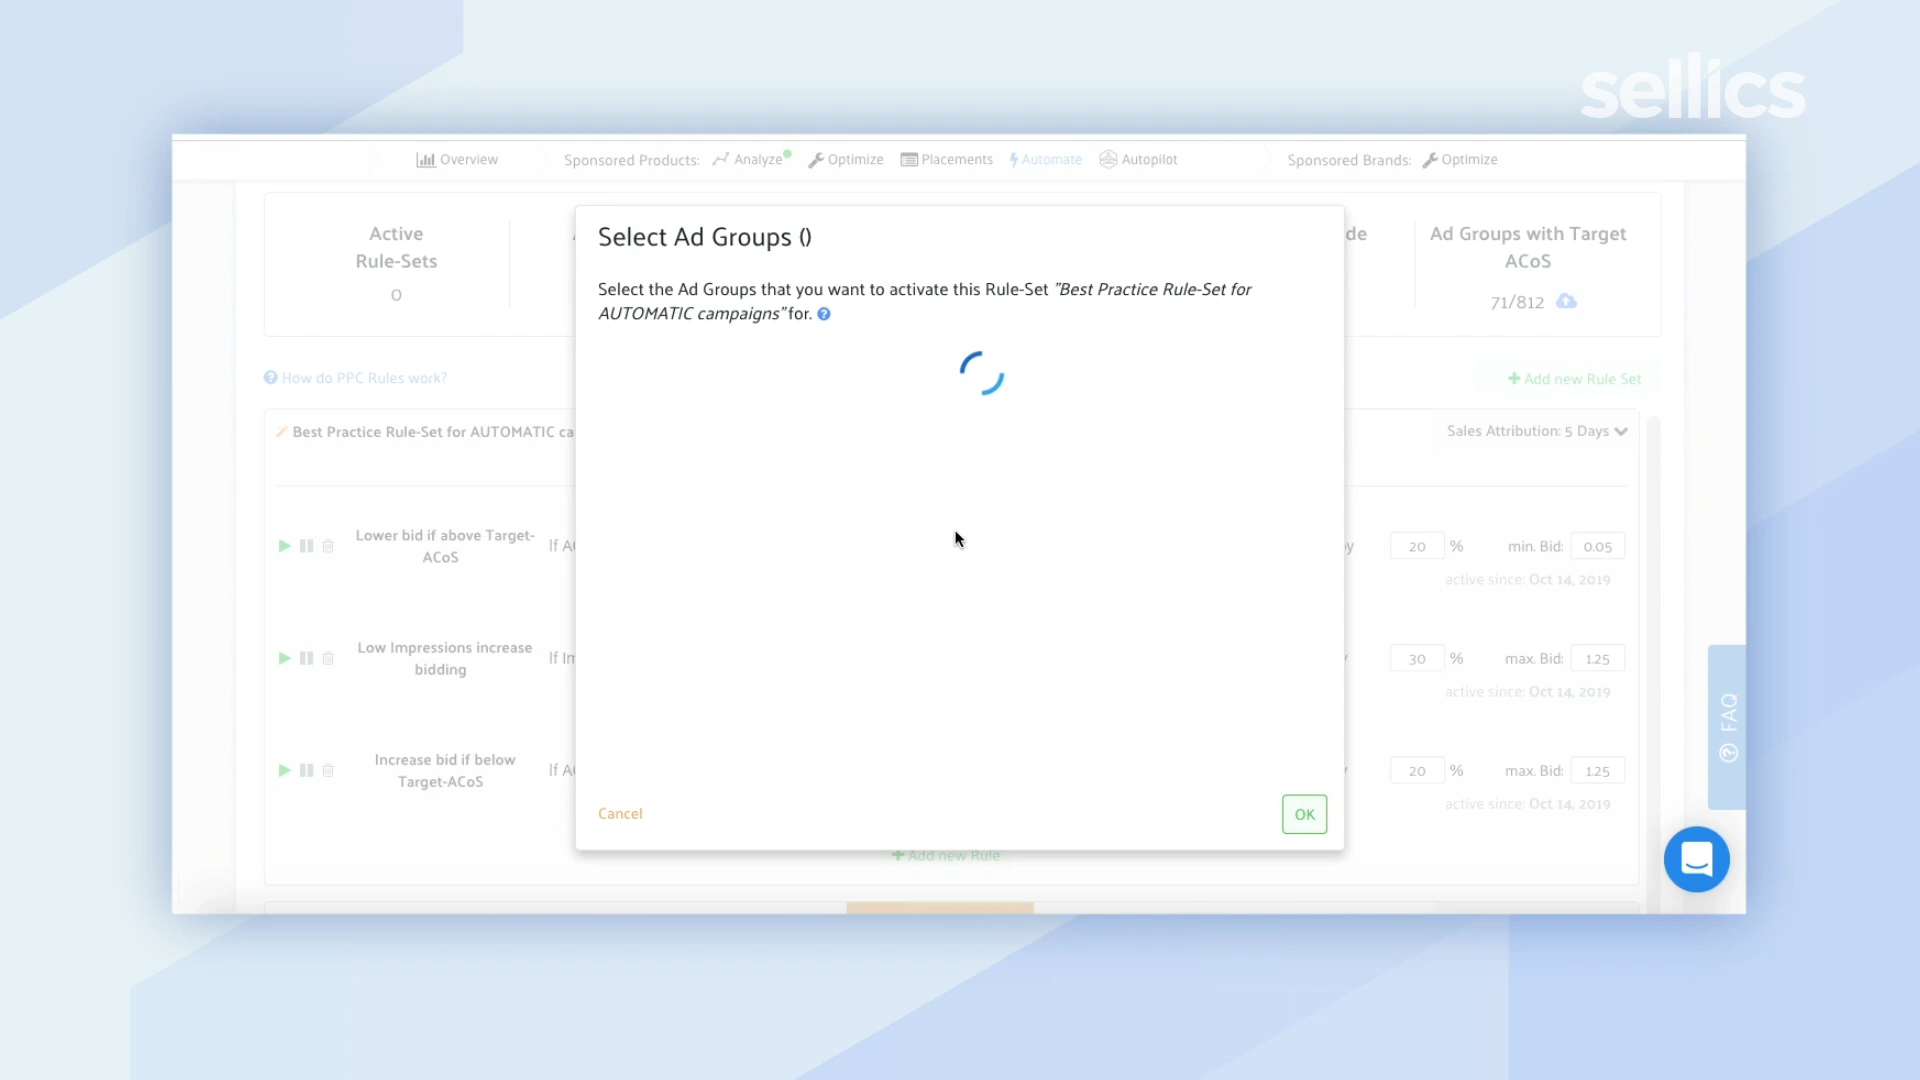 sellics
Overview Sponsored Products: Analyze Optimize Placements Automate Autopilot Sponsored Brands: Optimize
Active
Rule-Sets
0
de
Ad Groups with Target
ACoS
71/812
Select Ad Groups ()
Select the Ad Groups that you want to activate this Rule-Set "Best Practice Rule-Set for
AUTOMATIC campaigns" for.
How do PPC Rules work?
+ Add new Rule Set
Best Practice Rule-Set for AUTOMATIC ca
Sales Attribution: 5 Days
Lower bid if above Target-
ACoS
If A
20 % min. Bid: 0.05
active since: Oct 14, 2019
Low Impressions increase
bidding
If Im
30 % max. Bid: 1.25
active since: Oct 14, 2019
Increase bid if below
Target-ACoS
If A
20 % max. Bid: 1.25
active since: Oct 14, 2019
Cancel
OK
+ Add new Rule
FAQ